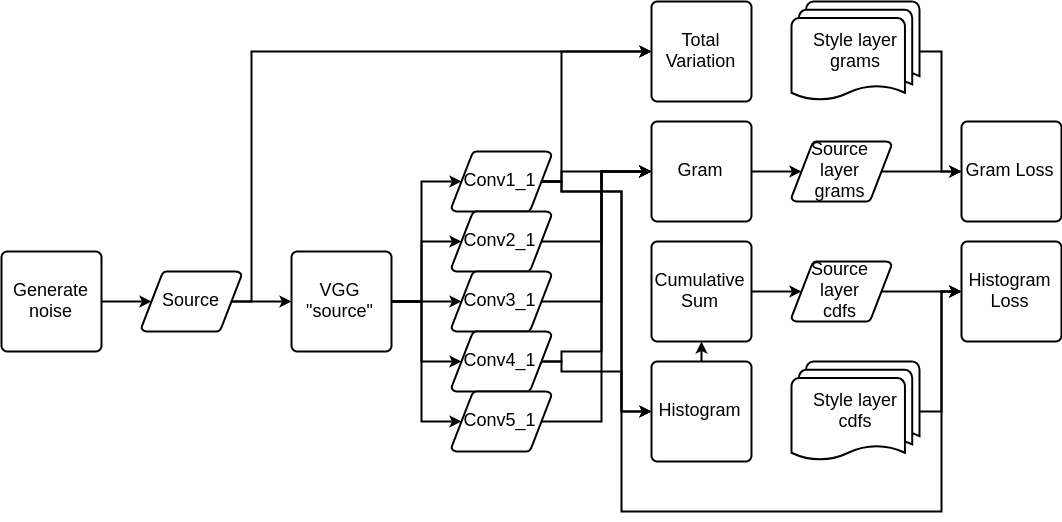 Generate
noise
Source
VGG
"source"
Conv1_1
Conv2_1
Conv3_1
Conv4_1
Conv5_1
Total
Variation
Gram
Cumulative
Sum
Histogram
Style layer
grams
Source
layer
grams
Source
layer
cdfs
Style layer
cdfs
Gram Loss
Histogram
Loss